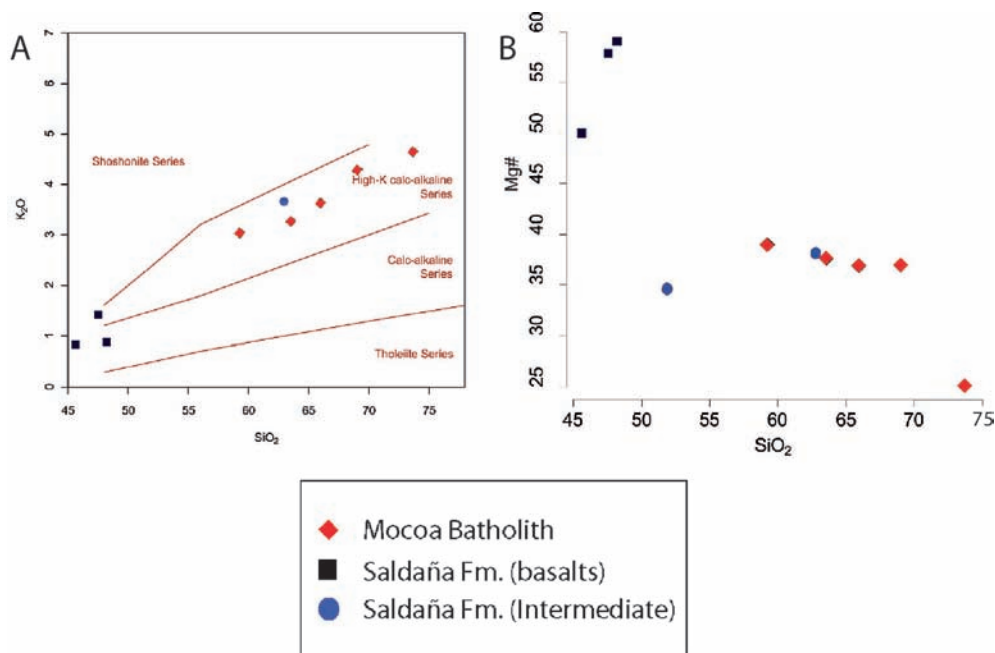 A
7
6
5
4
3
2
1
0
K₂O
Shoshonite Series
High-K calc-alkaline
Series
Calc-alkaline
Series
Tholeiite Series
45 50 55 60 65 70 75
SiO₂
B
60
55
50
45
40
35
30
25
Mg#
45 50 55 60 65 70 75
SiO₂
Mocoa Batholith
Saldaña Fm. (basalts)
Saldaña Fm. (Intermediate)